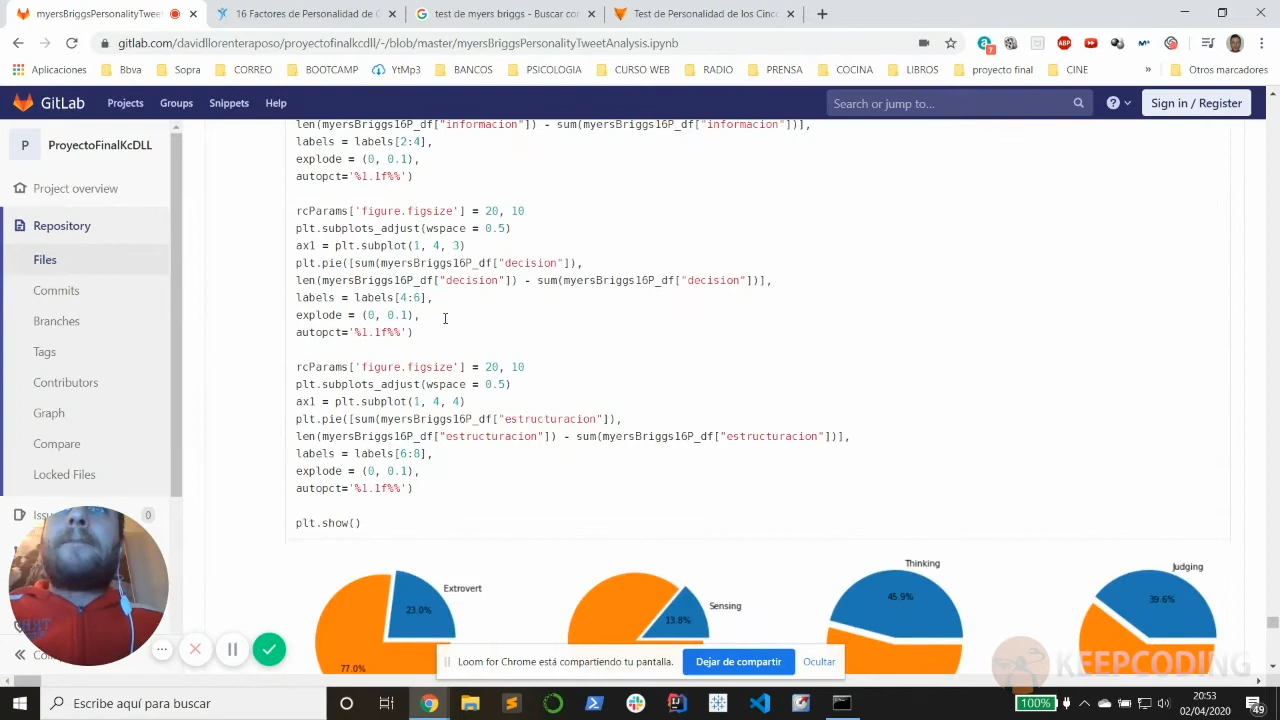 myersBriggsPersonalityTweet
16 Factores de Personalidad de C
test de myers briggs - Buscar con
Test de Personalidad de los Cinco
gitlab.com/davidllorenteraposo/proyectofinalkcdll/-/blob/master/myersBriggsPersonalityTweetAnalysis.ipynb
7
ABP
Aplicaciones
Bbva
Sopra
CORREO
BOOTCAMP
YtMp3
BANCOS
PSICOLOGIA
CURSO WEB
RADIO
PRENSA
COCINA
LIBROS
proyecto final
CINE
»
Otros marcadores
GitLab
Projects
Groups
Snippets
Help
Search or jump to...
Sign in / Register
P
ProyectoFinalKcDLL
Project overview
Repository
Files
Commits
Branches
Tags
Contributors
Graph
Compare
Locked Files
0
len(myersBriggs16P_df["informacion"]) - sum(myersBriggs16P_df["informacion"])],
labels = labels[2:4],
explode = (0, 0.1),
autopct='%1.1f%%')
rcParams['figure.figsize'] = 20, 10
plt.subplots_adjust(wspace = 0.5)
ax1 = plt.subplot(1, 4, 3)
plt.pie([sum(myersBriggs16P_df["decision"]),
len(myersBriggs16P_df["decision"]) - sum(myersBriggs16P_df["decision"])],
labels = labels[4:6],
explode = (0, 0.1),
autopct='%1.1f%%')
rcParams['figure.figsize'] = 20, 10
plt.subplots_adjust(wspace = 0.5)
ax1 = plt.subplot(1, 4, 4)
plt.pie([sum(myersBriggs16P_df["estructuracion"]),
len(myersBriggs16P_df["estructuracion"]) - sum(myersBriggs16P_df["estructuracion"])],
labels = labels[6:8],
explode = (0, 0.1),
autopct='%1.1f%%')
plt.show()
Extrovert
23.0%
77.0%
Sensing
13.8%
Thinking
45.9%
Judging
39.6%
Loom for Chrome está compartiendo tu pantalla.
Dejar de compartir
Ocultar
KEEPCODING
Escribe aquí para buscar
100%
20:53
02/04/2020
49